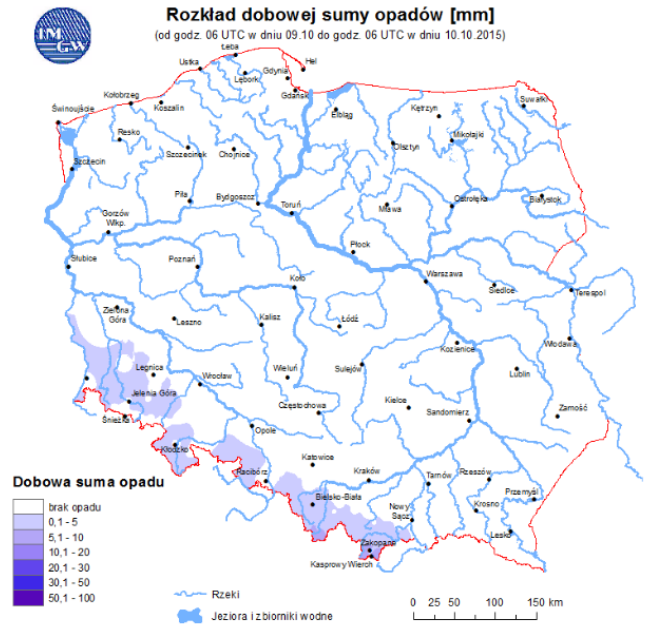 Rozkład dobowej sumy opadów [mm]
(od godz. 06 UTC w dniu 09.10 do godz. 06 UTC w dniu 10.10.2015)
IM
GW
Łeba
Ustka
Hel
Gdynia
Lębork
Gdańsk
Suwałki
Kołobrzeg
Koszalin
Świnoujście
Elbląg
Kętrzyn
Resko
Mikołajki
Olsztyn
Szczecinek
Chojnice
Szczecin
Piła
Bydgoszcz
Toruń
Mława
Ostrołęka
Białystok
Gorzów
Wlkp.
Płock
Słubice
Poznań
Warszawa
Koło
Siedlce
Terespol
Zielona
Góra
Leszno
Kalisz
Łódź
Kozienice
Włodawa
Legnica
Wrocław
Wieluń
Sulejów
Lublin
Jelenia Góra
Częstochowa
Kielce
Sandomierz
Zamość
Śnieżka
Opole
Kłodzko
Katowice
Racibórz
Kraków
Tarnów
Rzeszów
Bielsko-Biała
Nowy
Sącz
Krosno
Przemyśl
Lesko
Zakopane
Kasprowy Wierch
Dobowa suma opadu
brak opadu
0,1 - 5
5,1 - 10
10,1 - 20
20,1 - 30
30,1 - 50
50,1 - 100
Rzeki
Jeziora i zbiorniki wodne
0 25 50 100 150 km